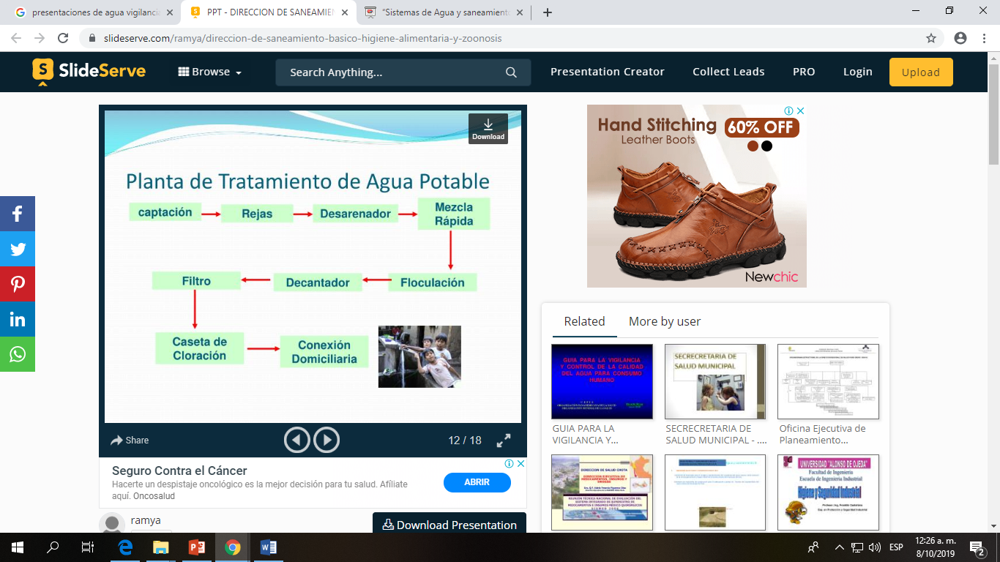 presentaciones de agua vigilancia
PPT - DIRECCION DE SANEAMIEN
"Sistemas de Agua y saneamiento
slideserve.com/ramya/direccion-de-saneamiento-basico-higiene-alimentaria-y-zoonosis
SlideServe
Browse
Search Anything...
Presentation Creator
Collect Leads
PRO
Login
Upload
Download
Planta de Tratamiento de Agua Potable
captación
Rejas
Desarenador
Mezcla
Rápida
Filtro
Decantador
Floculación
Caseta de
Cloración
Conexión
Domiciliaria
Share
12 / 18
Hand Stitching
Leather Boots
60% OFF
Newchic
Related
More by user
GUIA PARA LA VIGILANCIA
Y CONTROL DE LA CALIDAD
DEL AGUA PARA CONSUMO
HUMANO
SECRECRETARIA DE
SALUD MUNICIPAL
GUIA PARA LA
VIGILANCIA Y...
SECRECRETARIA DE
SALUD MUNICIPAL - ....
Oficina Ejecutiva de
Planeamiento...
DIRECCION DE SALUD CHOTA
UNIVERSIDAD "ALONSO DE OJEDA"
Facultad de Ingeniería
Escuela de Ingeniería Industrial
Higiene y Seguridad Industrial
Seguro Contra el Cáncer
Hacerte un despistaje oncológico es la mejor decisión para tu salud. Afíliate
aquí. Oncosalud
ABRIR
ramya
Download Presentation
ESP
12:26 a. m.
8/10/2019
2